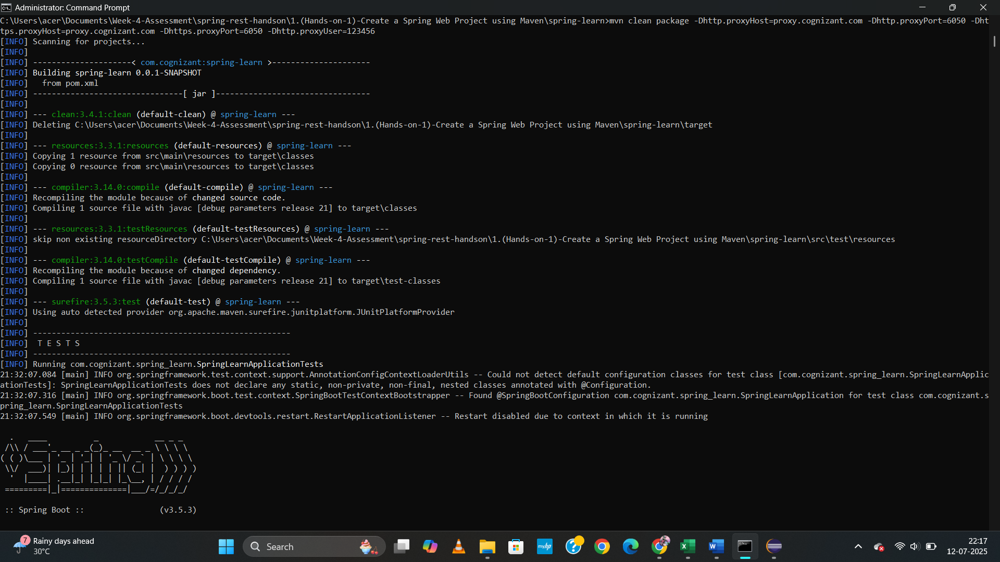 Administrator: Command Prompt
C:\Users\acer\Documents\Week-4-Assessment\spring-rest-handson\1.(Hands-on-1)-Create a Spring Web Project using Maven\spring-learn>mvn clean package -Dhttp.proxyHost=proxy.cognizant.com -Dhttp.proxyPort=6050 -Dht
tps.proxyHost=proxy.cognizant.com -Dhttps.proxyPort=6050 -Dhttp.proxyUser=123456
[INFO] Scanning for projects...
[INFO]
[INFO] ---------------------< com.cognizant:spring-learn >---------------------
[INFO] Building spring-learn 0.0.1-SNAPSHOT
[INFO]   from pom.xml
[INFO] --------------------------------[ jar ]---------------------------------
[INFO]
[INFO] --- clean:3.4.1:clean (default-clean) @ spring-learn ---
[INFO] Deleting C:\Users\acer\Documents\Week-4-Assessment\spring-rest-handson\1.(Hands-on-1)-Create a Spring Web Project using Maven\spring-learn\target
[INFO]
[INFO] --- resources:3.3.1:resources (default-resources) @ spring-learn ---
[INFO] Copying 1 resource from src\main\resources to target\classes
[INFO] Copying 0 resource from src\main\resources to target\classes
[INFO]
[INFO] --- compiler:3.14.0:compile (default-compile) @ spring-learn ---
[INFO] Recompiling the module because of changed source code.
[INFO] Compiling 1 source file with javac [debug parameters release 21] to target\classes
[INFO]
[INFO] --- resources:3.3.1:testResources (default-testResources) @ spring-learn ---
[INFO] skip non existing resourceDirectory C:\Users\acer\Documents\Week-4-Assessment\spring-rest-handson\1.(Hands-on-1)-Create a Spring Web Project using Maven\spring-learn\src\test\resources
[INFO]
[INFO] --- compiler:3.14.0:testCompile (default-testCompile) @ spring-learn ---
[INFO] Recompiling the module because of changed dependency.
[INFO] Compiling 1 source file with javac [debug parameters release 21] to target\test-classes
[INFO]
[INFO] --- surefire:3.5.3:test (default-test) @ spring-learn ---
[INFO] Using auto detected provider org.apache.maven.surefire.junitplatform.JUnitPlatformProvider
[INFO]
[INFO] -------------------------------------------------------
[INFO]  T E S T S
[INFO] -------------------------------------------------------
[INFO] Running com.cognizant.spring_learn.SpringLearnApplicationTests
21:32:07.084 [main] INFO org.springframework.test.context.support.AnnotationConfigContextLoaderUtils -- Could not detect default configuration classes for test class [com.cognizant.spring_learn.SpringLearnApplic
ationTests]: SpringLearnApplicationTests does not declare any static, non-private, non-final, nested classes annotated with @Configuration.
21:32:07.316 [main] INFO org.springframework.boot.test.context.SpringBootTestContextBootstrapper -- Found @SpringBootConfiguration com.cognizant.spring_learn.SpringLearnApplication for test class com.cognizant.s
pring_learn.SpringLearnApplicationTests
21:32:07.549 [main] INFO org.springframework.boot.devtools.restart.RestartApplicationListener -- Restart disabled due to context in which it is running
Spring
:: Spring Boot ::                (v3.5.3)
7
Rainy days ahead
30°C
Search
myhp
22:17
12-07-2025